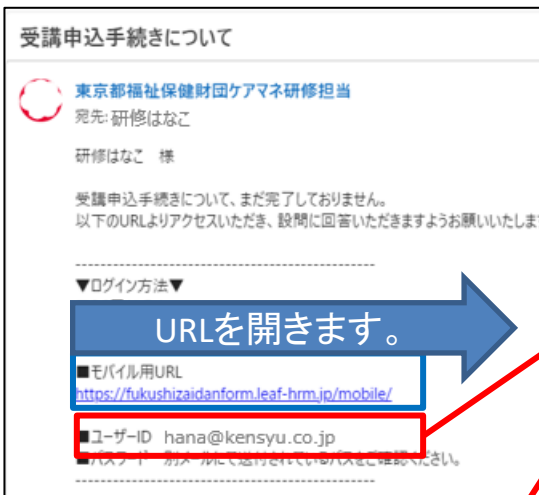 受講申込手続きについて
東京都福祉保健財団ケアマネ研修担当
宛先: 研修はなこ
研修はなこ 様
受講申込手続きについて、まだ完了しておりません。
以下のURLよりアクセスいただき、設問に回答いただきますようお願いいたしま
----------------------------------------------
▼ログイン方法▼
URLを開きます。
■モバイル用URL
https://fukushizaidanform.leaf-hrm.jp/mobile/
■ユーザーID hana@kensyu.co.jp
■パスワード 別メールにて送付されているパスをご確認ください。
----------------------------------------------